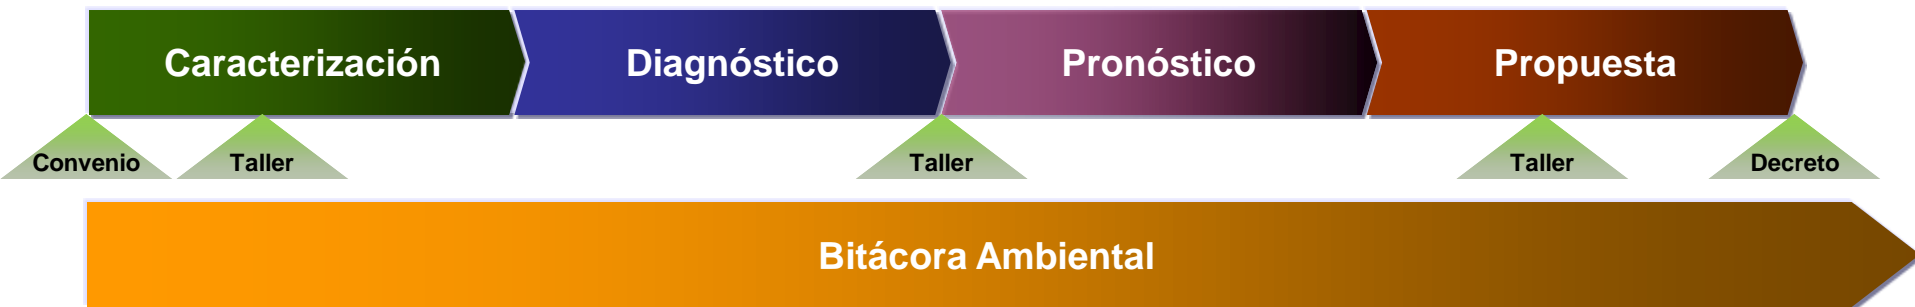 Caracterización
Diagnóstico
Pronóstico
Propuesta
Convenio
Taller
Taller
Taller
Decreto
Bitácora Ambiental